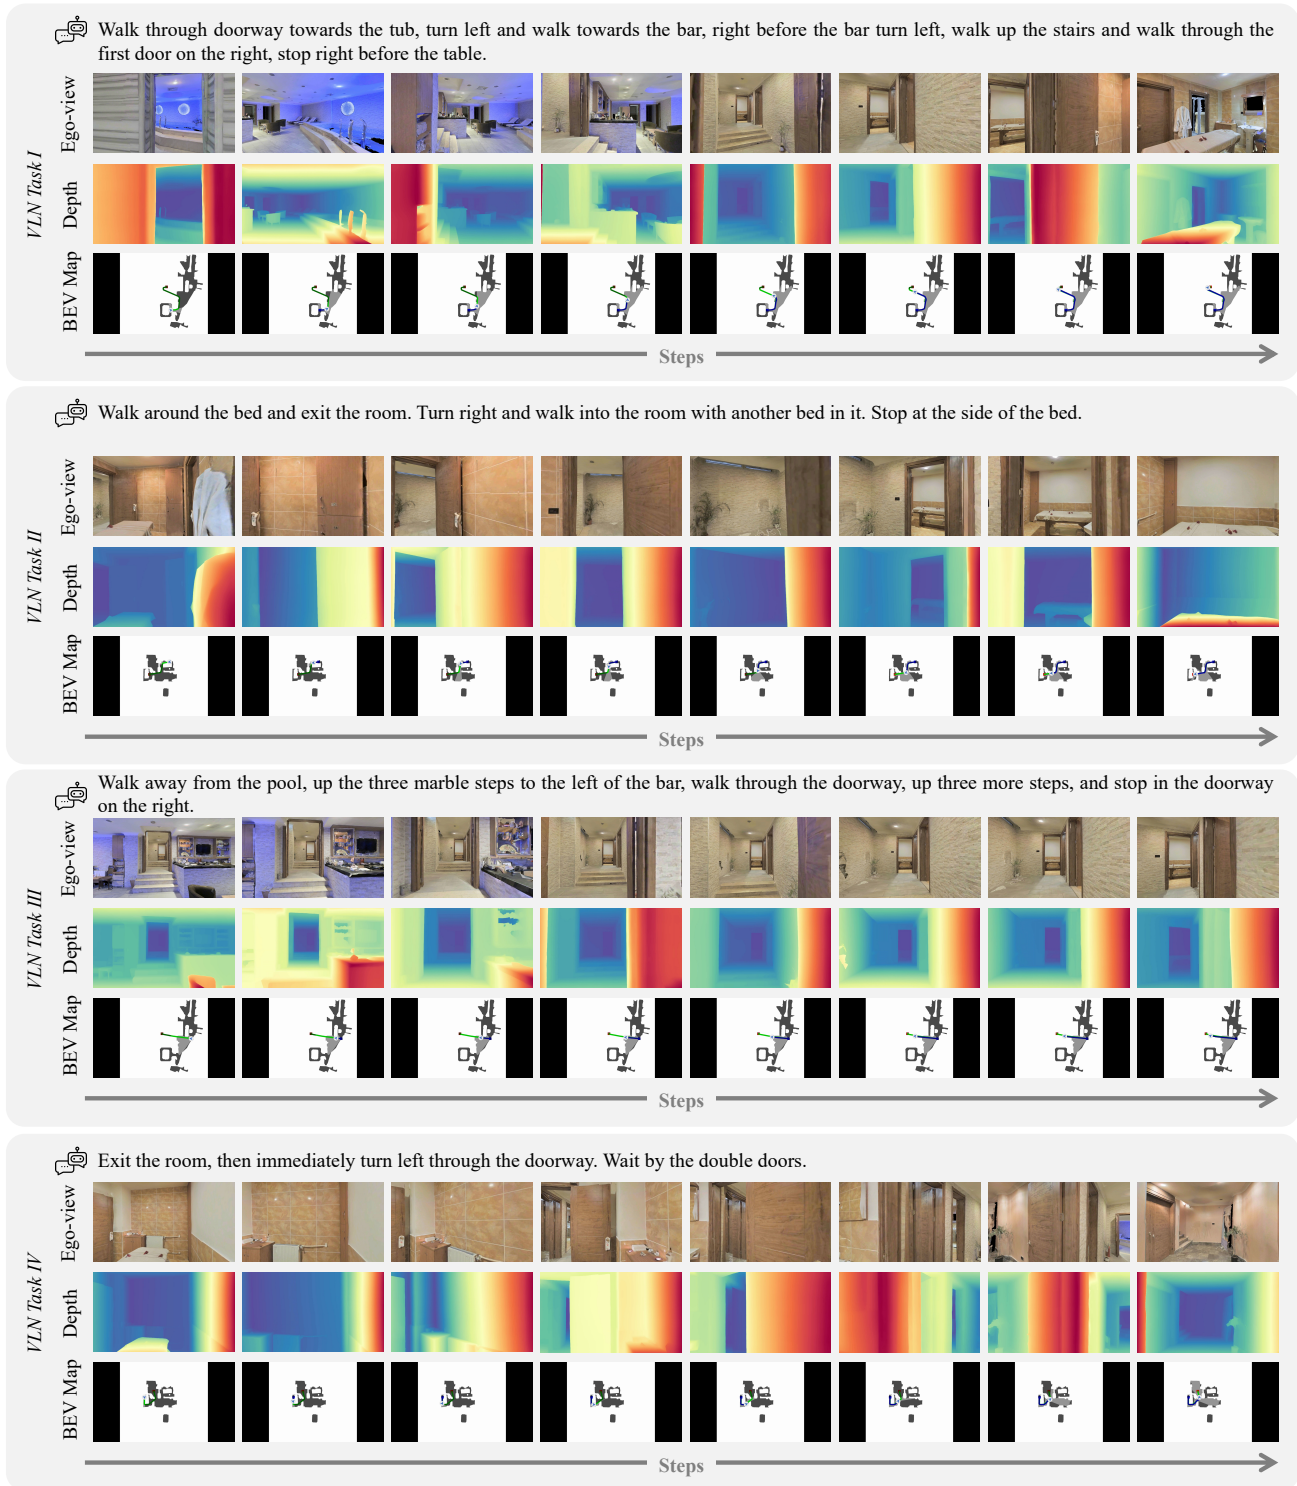 Walk through doorway towards the tub, turn left and walk towards the bar, right before the bar turn left, walk up the stairs and walk through the
first door on the right, stop right before the table.
VLN Task I
Ego-view
Depth
BEV Map
Steps
Walk around the bed and exit the room. Turn right and walk into the room with another bed in it. Stop at the side of the bed.
VLN Task II
Ego-view
Depth
BEV Map
Steps
Walk away from the pool, up the three marble steps to the left of the bar, walk through the doorway, up three more steps, and stop in the doorway
on the right.
VLN Task III
Ego-view
Depth
BEV Map
Steps
Exit the room, then immediately turn left through the doorway. Wait by the double doors.
VLN Task IV
Ego-view
Depth
BEV Map
Steps